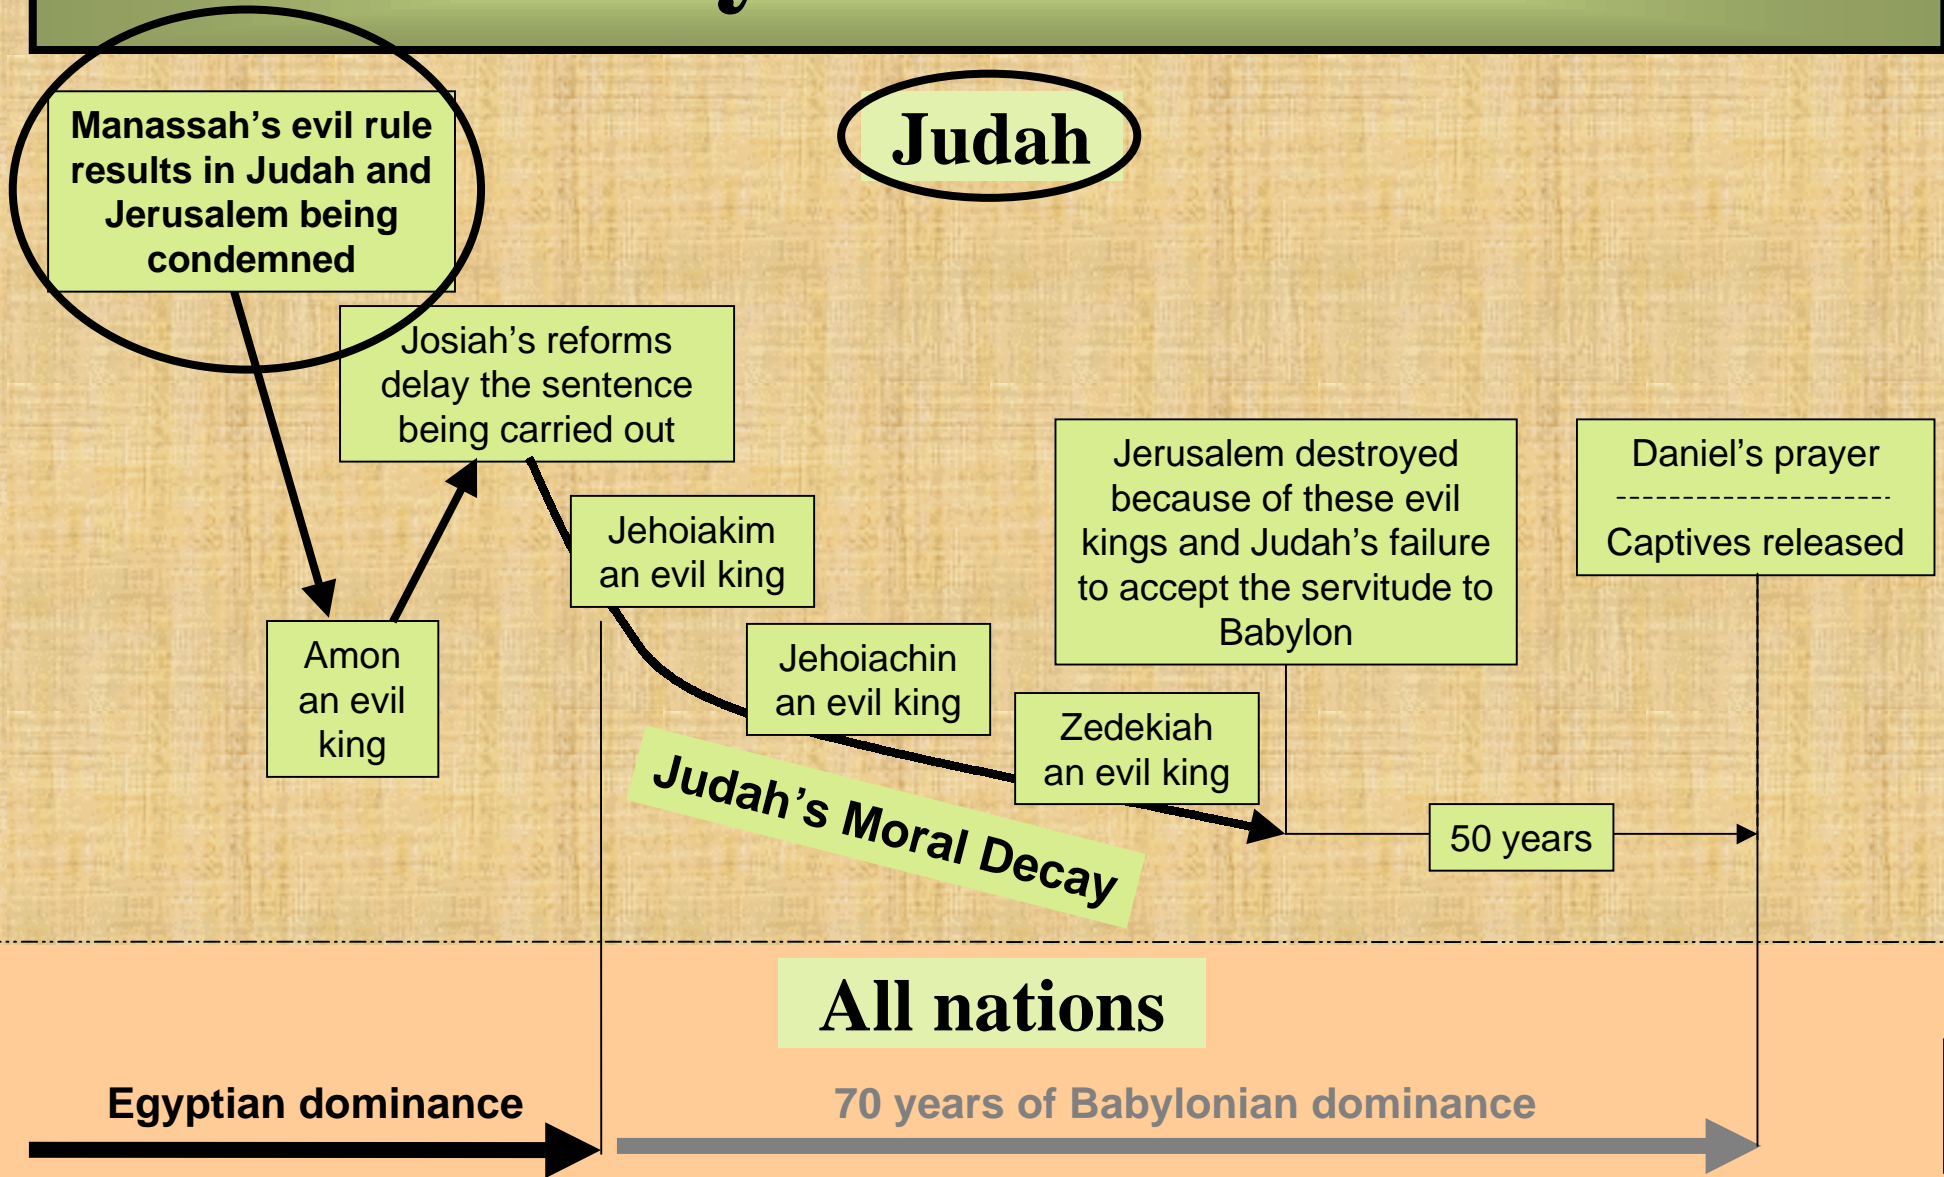 Judah
Manassah’s evil rule
results in Judah and
Jerusalem being
condemned
Josiah’s reforms
delay the sentence
being carried out
Amon
an evil
king
Jehoiakim
an evil king
Jehoiachin
an evil king
Zedekiah
an evil king
Judah’s Moral Decay
Jerusalem destroyed
because of these evil
kings and Judah’s failure
to accept the servitude to
Babylon
Daniel’s prayer
Captives released
50 years
All nations
Egyptian dominance
70 years of Babylonian dominance